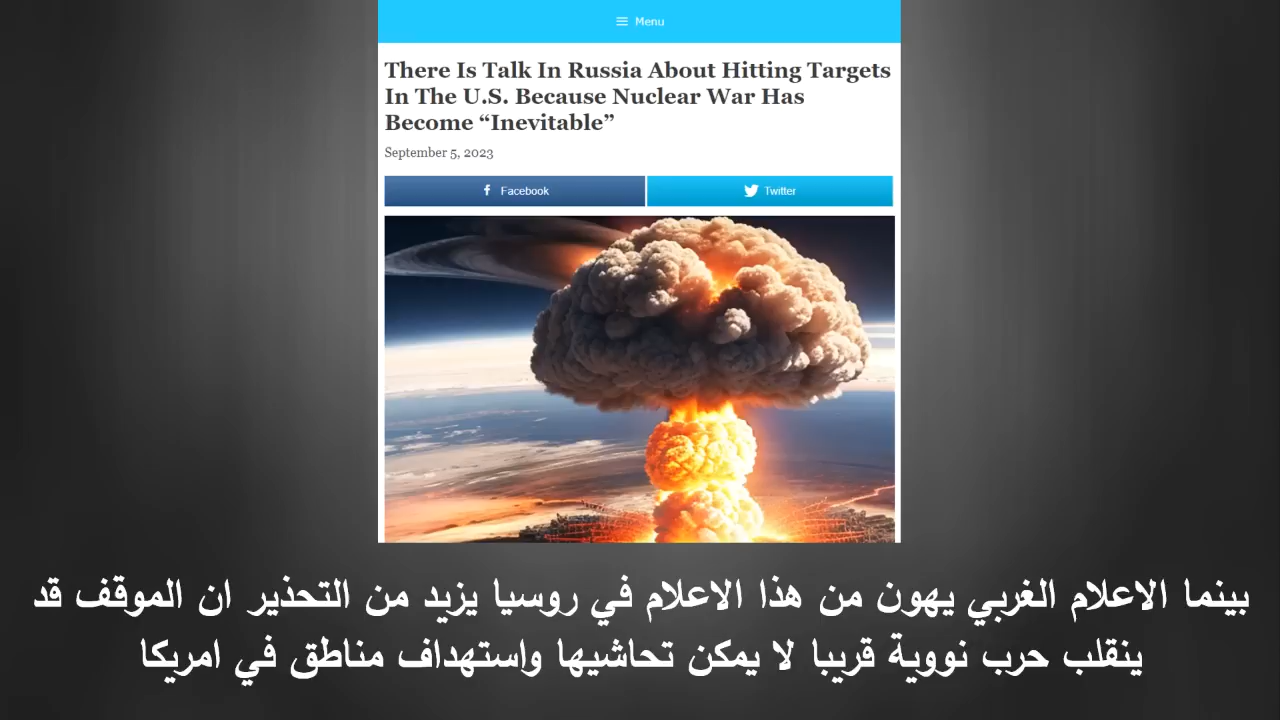 Menu
There Is Talk In Russia About Hitting Targets
In The U.S. Because Nuclear War Has
Become “Inevitable”
September 5, 2023
Facebook
Twitter
بينما الاعلام الغربي يهون من هذا الاعلام في روسيا يزيد من التحذير ان الموقف قد
ينقلب حرب نووية قريبا لا يمكن تحاشيها واستهداف مناطق في امريكا